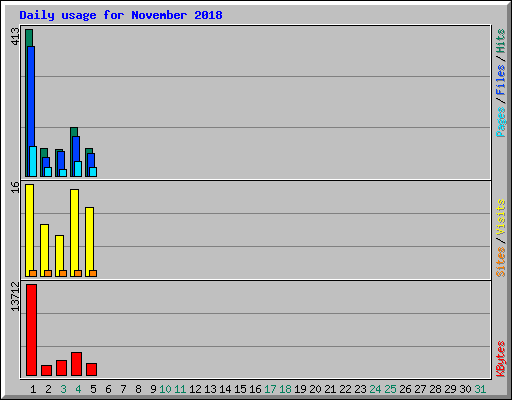 Daily usage for November 2018
413
Pages / Files / Hits
16
Sites / Visits
13712
KBytes
1 2 3 4 5 6 7 8 9 10 11 12 13 14 15 16 17 18 19 20 21 22 23 24 25 26 27 28 29 30 31